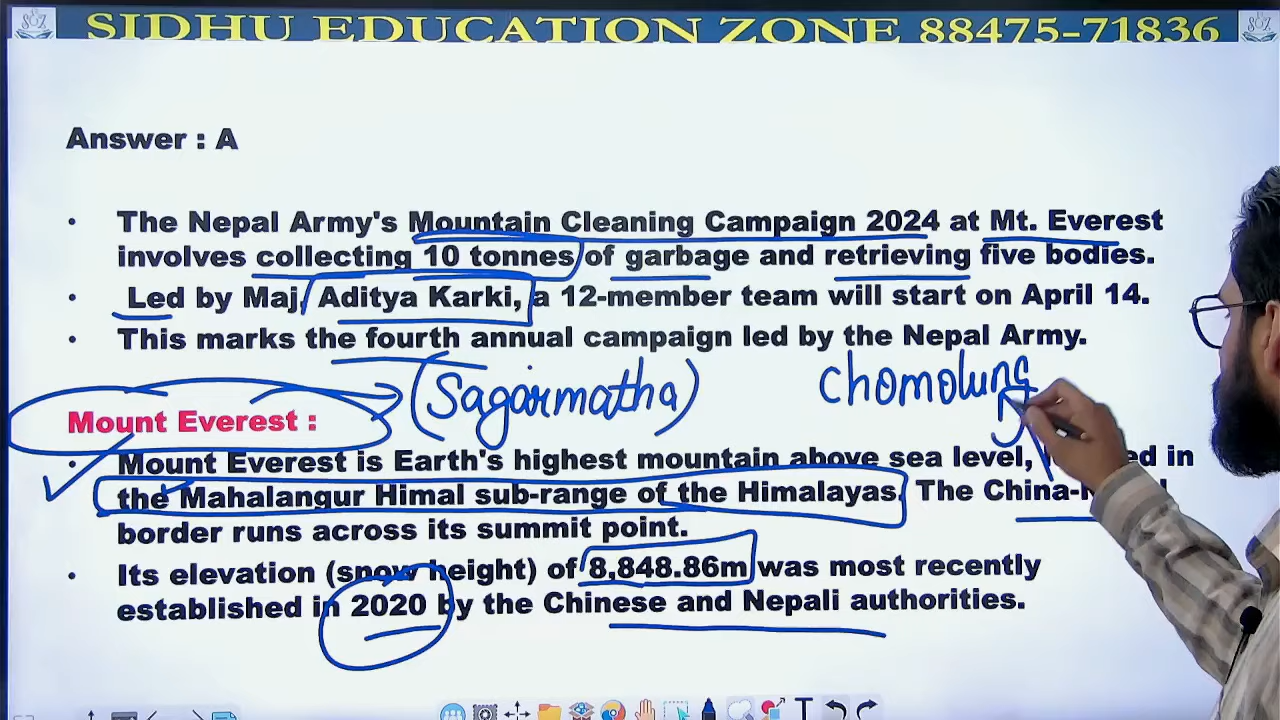 SIDHU EDUCATION ZONE 88475-71836
Answer : A
• The Nepal Army's Mountain Cleaning Campaign 2024 at Mt. Everest
involves collecting 10 tonnes of garbage and retrieving five bodies.
• Led by Maj. Aditya Karki, a 12-member team will start on April 14.
• This marks the fourth annual campaign led by the Nepal Army.
(Sagarmatha) Chomolung
Mount Everest :
• Mount Everest is Earth's highest mountain above sea level, in
the Mahalangur Himal sub-range of the Himalayas. The China-
border runs across its summit point.
• Its elevation (snow height) of 8,848.86m was most recently
established in 2020 by the Chinese and Nepali authorities.